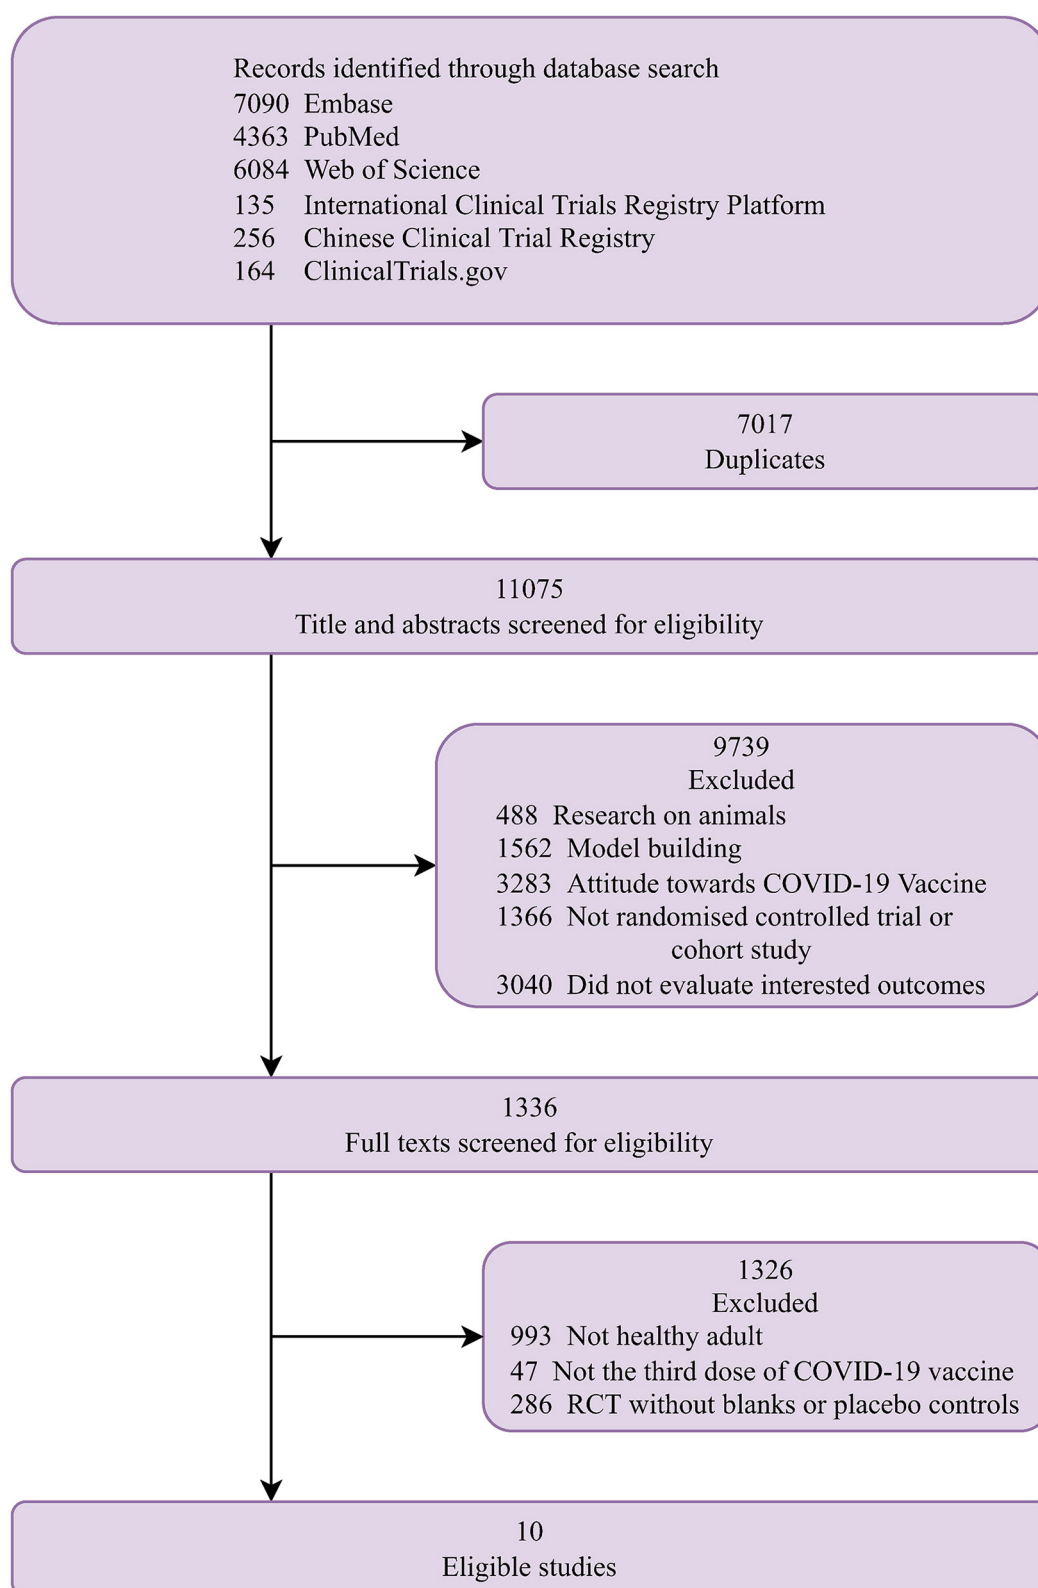 Records identified through database search
7090 Embase
4363 PubMed
6084 Web of Science
135 International Clinical Trials Registry Platform
256 Chinese Clinical Trial Registry
164 ClinicalTrials.gov
7017
Duplicates
11075
Title and abstracts screened for eligibility
9739
Excluded
488 Research on animals
1562 Model building
3283 Attitude towards COVID-19 Vaccine
1366 Not randomised controlled trial or
cohort study
3040 Did not evaluate interested outcomes
1336
Full texts screened for eligibility
1326
Excluded
993 Not healthy adult
47 Not the third dose of COVID-19 vaccine
286 RCT without blanks or placebo controls
10
Eligible studies